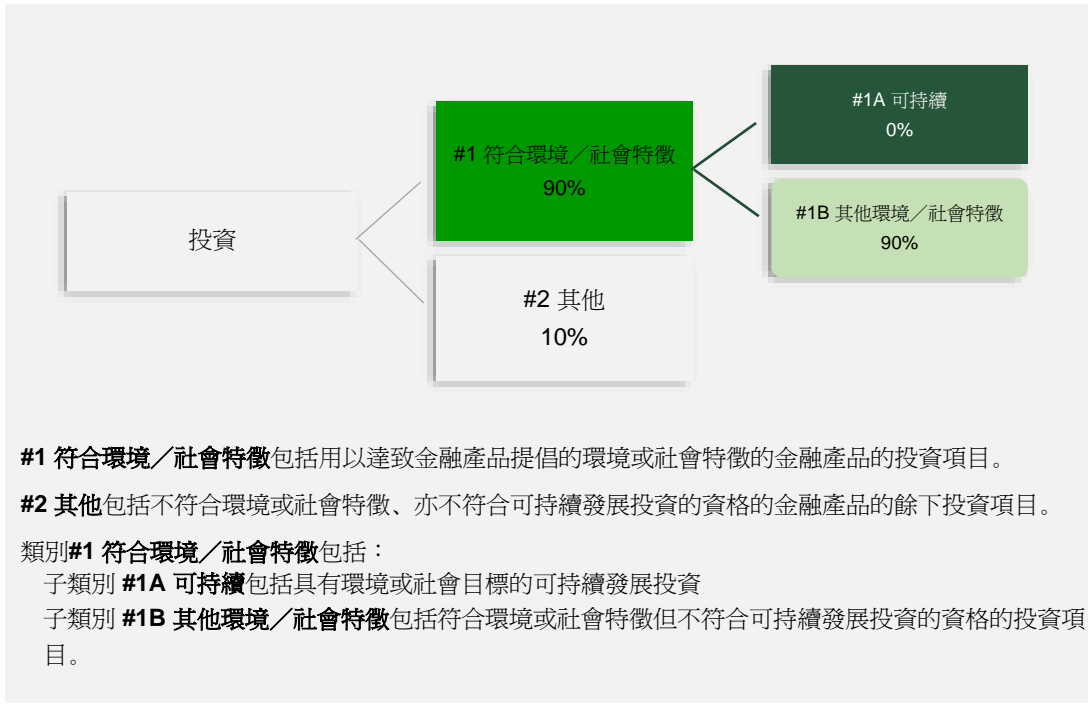 #1A 可持續
0%
#1 符合環境／社會特徵
90%
#1B 其他環境／社會特徵
90%
投資
#2 其他
10%
#1 符合環境／社會特徵包括用以達致金融產品提倡的環境或社會特徵的金融產品的投資項目。
#2 其他包括不符合環境或社會特徵、亦不符合可持續發展投資的資格的金融產品的餘下投資項目。
類別#1 符合環境／社會特徵包括：
子類別 #1A 可持續包括具有環境或社會目標的可持續發展投資
子類別 #1B 其他環境／社會特徵包括符合環境或社會特徵但不符合可持續發展投資的資格的投資項
目。